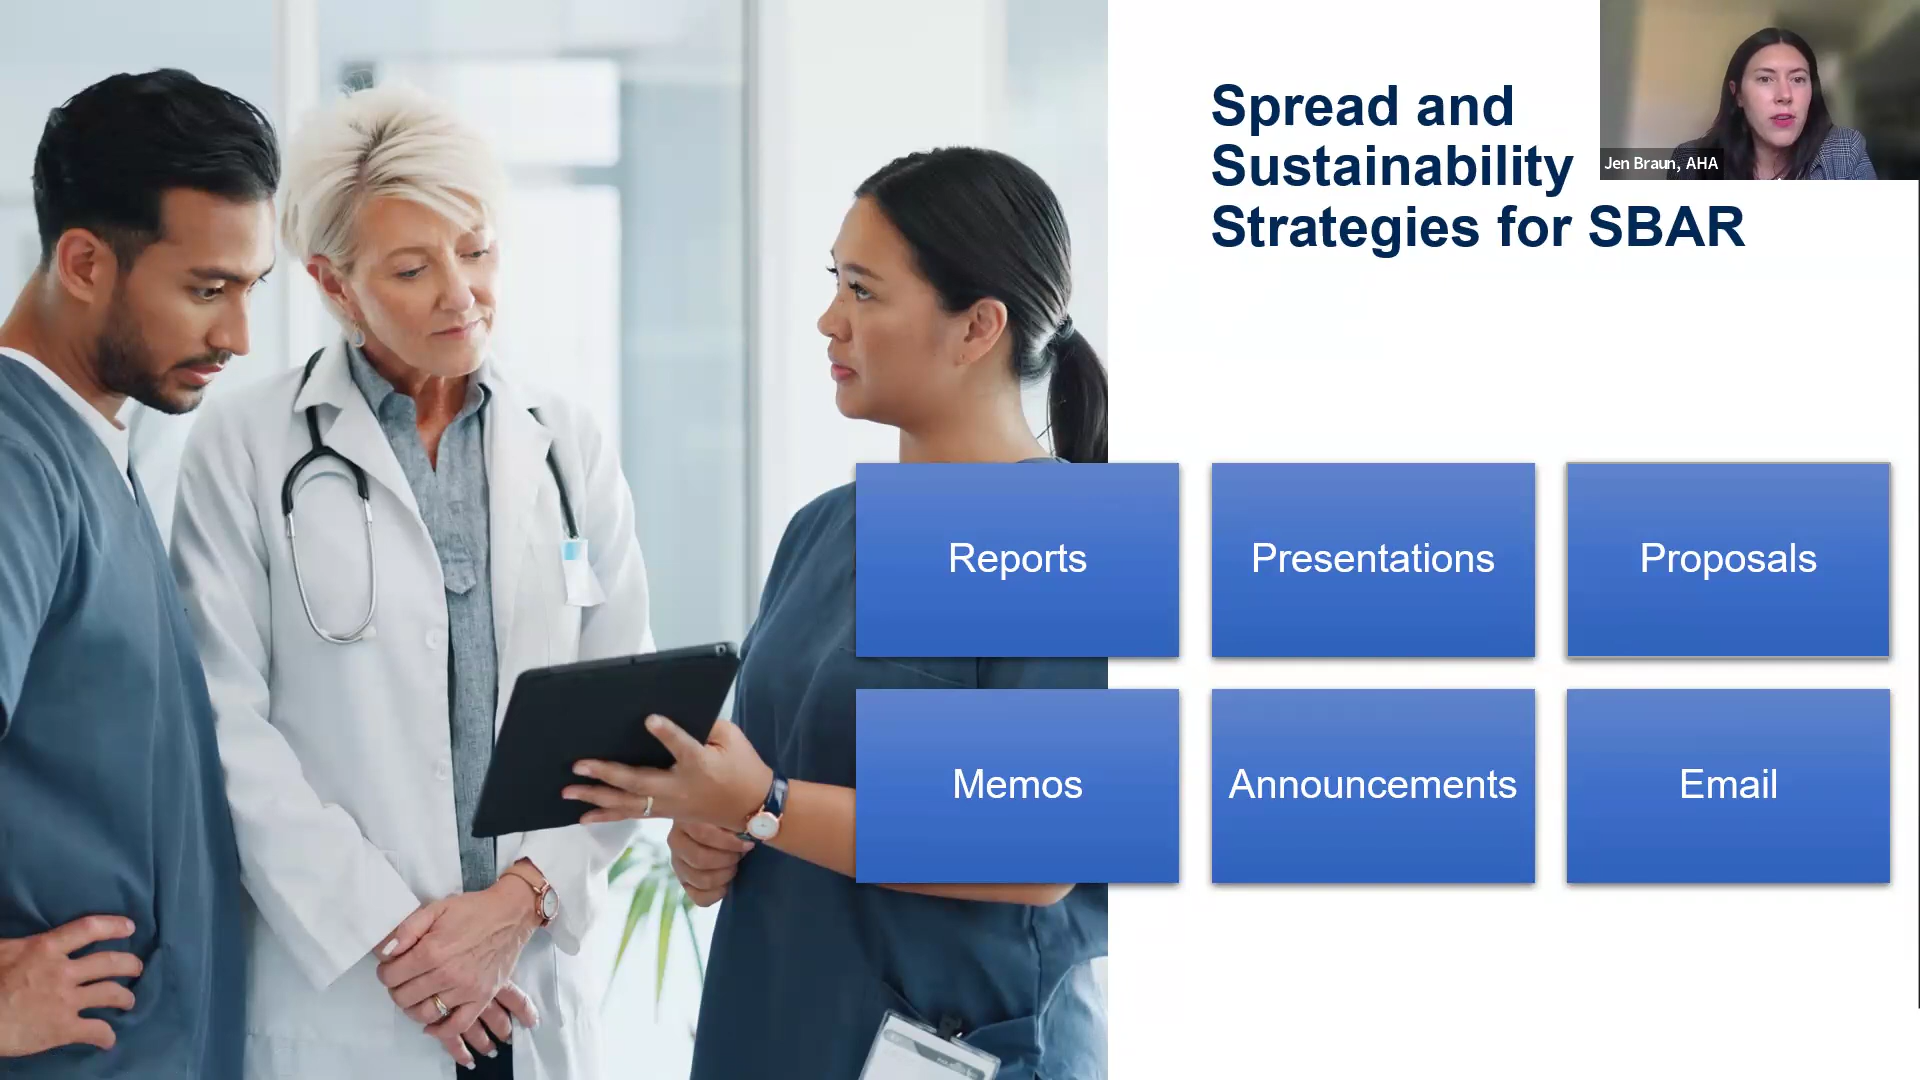 Spread and
Sustainability
Strategies for SBAR
Jen Braun, AHA
Reports
Presentations
Proposals
Memos
Announcements
Email